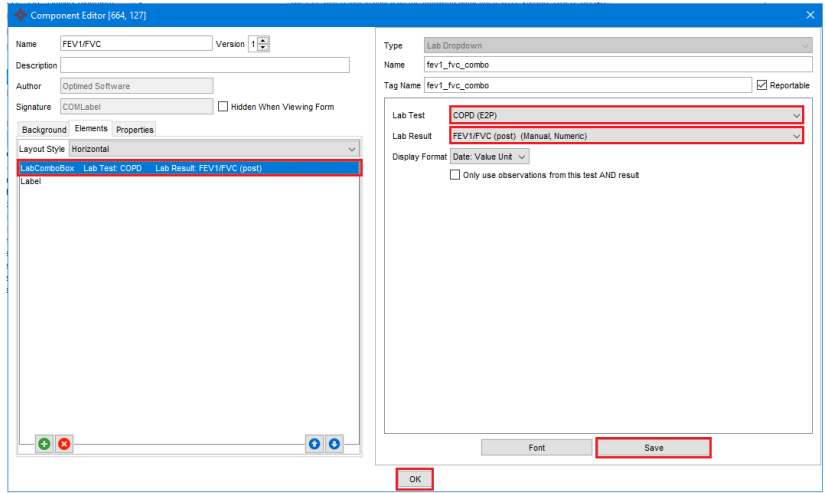 Component Editor [664, 127]
Name FEV1/FVC Version 1
Description
Author Optimed Software
Signature COMLabel Hidden When Viewing Form
Background Elements Properties
Layout Style Horizontal
LabComboBox Lab Test: COPD Lab Result: FEV1/FVC (post)
Label
Type Lab Dropdown
Name fev1_fvc_combo
Tag Name fev1_fvc_combo Reportable
Lab Test COPD (E2P)
Lab Result FEV1/FVC (post) (Manual, Numeric)
Display Format Date: Value Unit
Only use observations from this test AND result
Font Save
OK